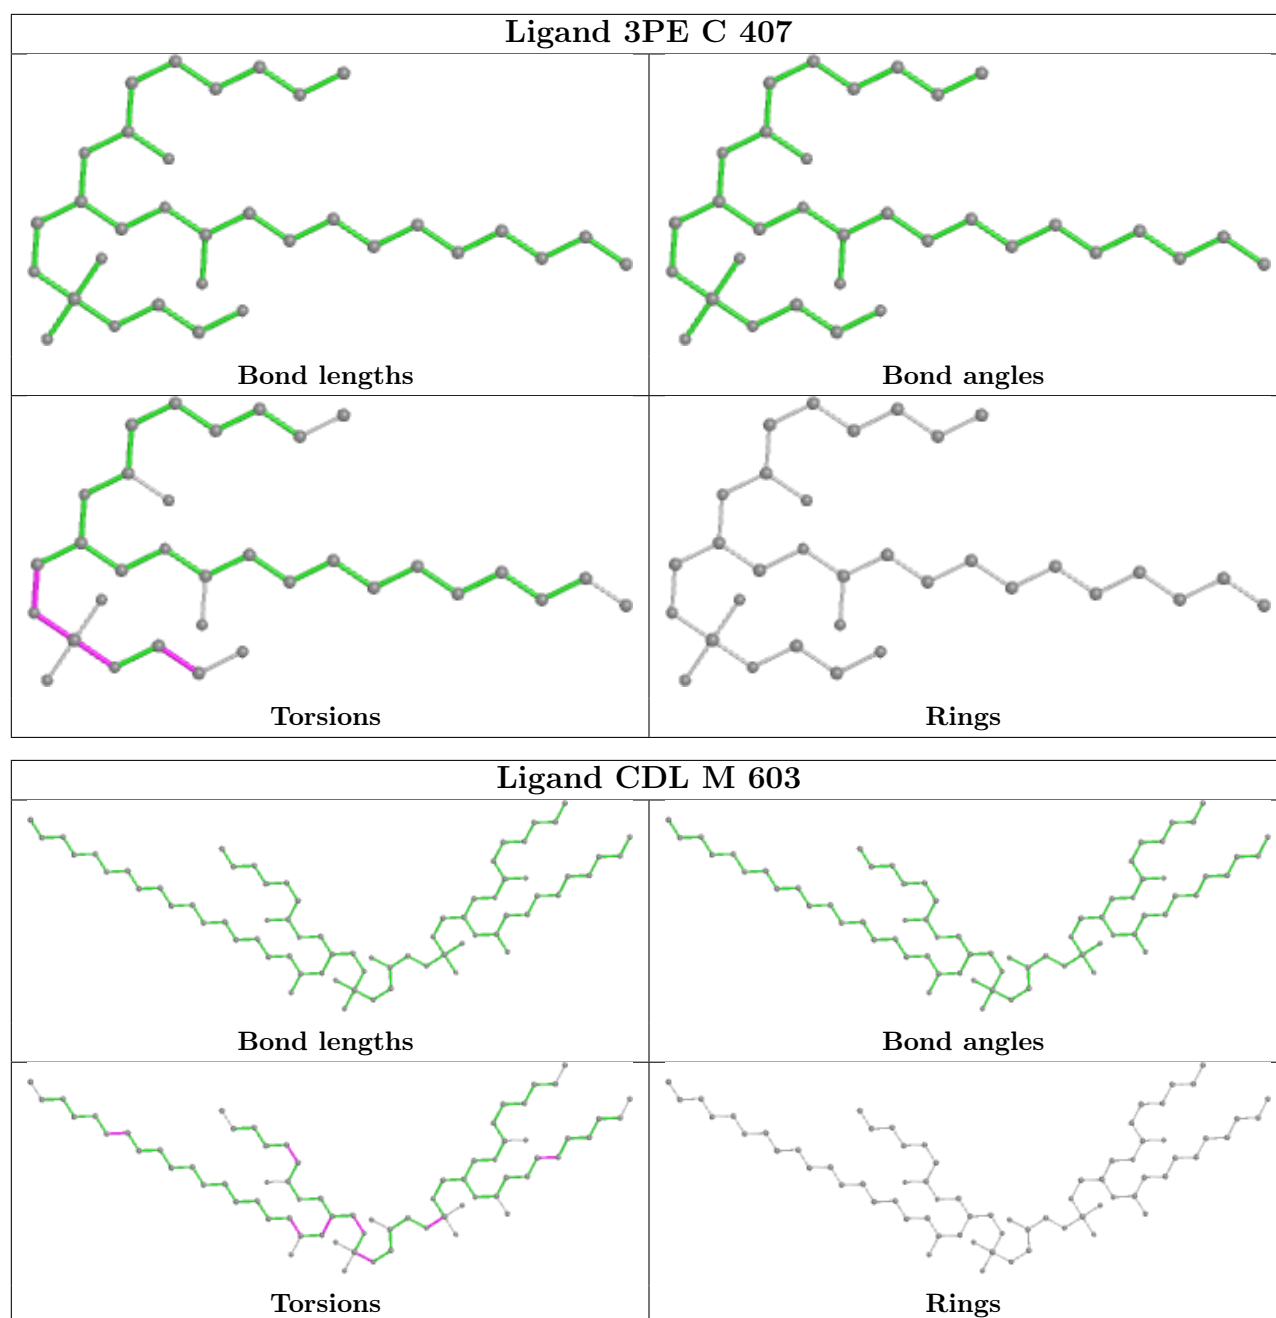 Ligand 3PE C 407
Bond lengths
Bond angles
Torsions
Rings
Ligand CDL M 603
Bond lengths
Bond angles
Torsions
Rings